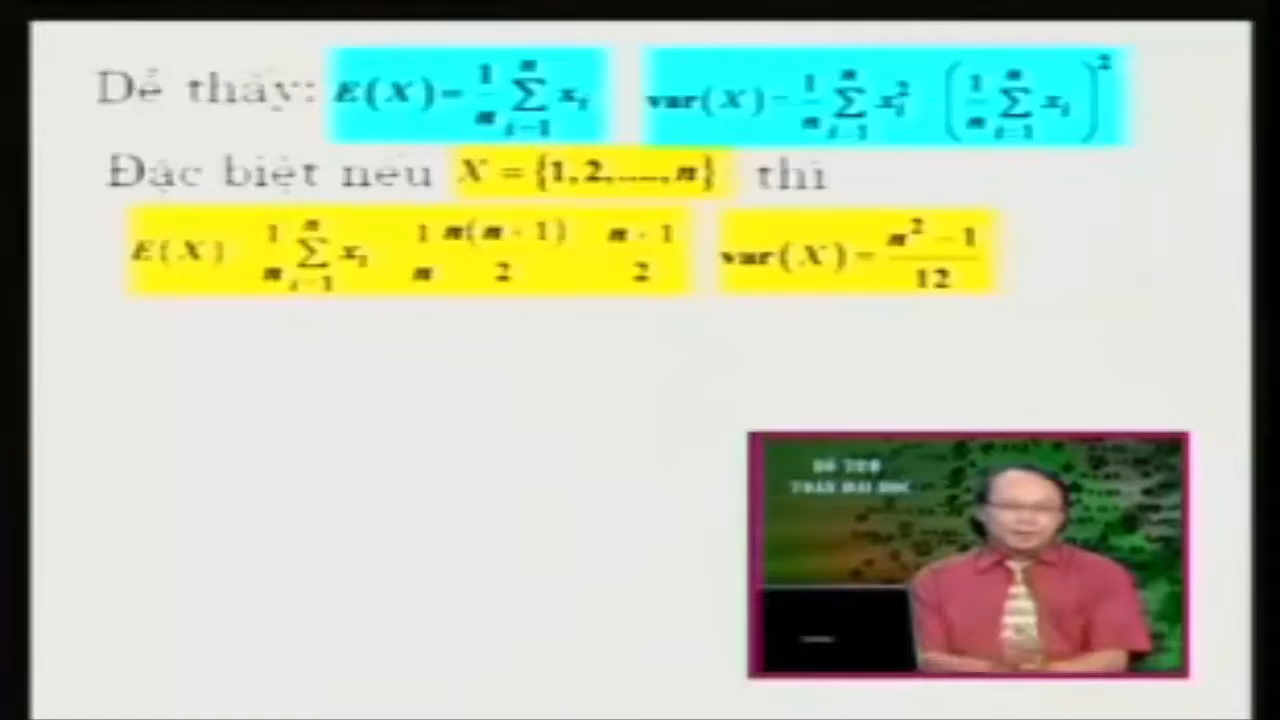 Dễ thấy: E(X) = 1/n ∑_{i=1}^{n} x_i var(X) = 1/n ∑_{i=1}^{n} x_i^2 (1/n ∑_{i=1}^{n} x_i)^2
Đặc biệt nếu X = {1, 2, ...., n} thì
E(X) 1/n ∑_{i=1}^{n} x_i 1/n n(n · 1)/2 n · 1/2 var(X) = n^2 − 1/12